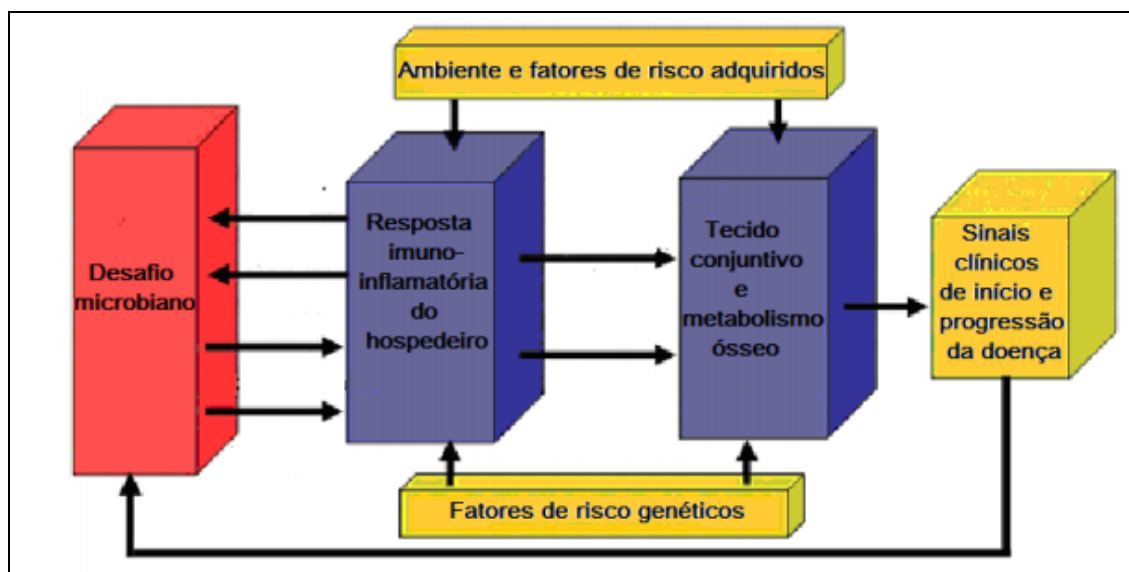 Ambiente e fatores de risco adquiridos
Desafio
microbiano
Resposta
imuno-
inflamatória
do
hospedeiro
Tecido
conjuntivo
e
metabolismo
ósseo
Sinais
clínicos
de início e
progressão
da doença
Fatores de risco genéticos